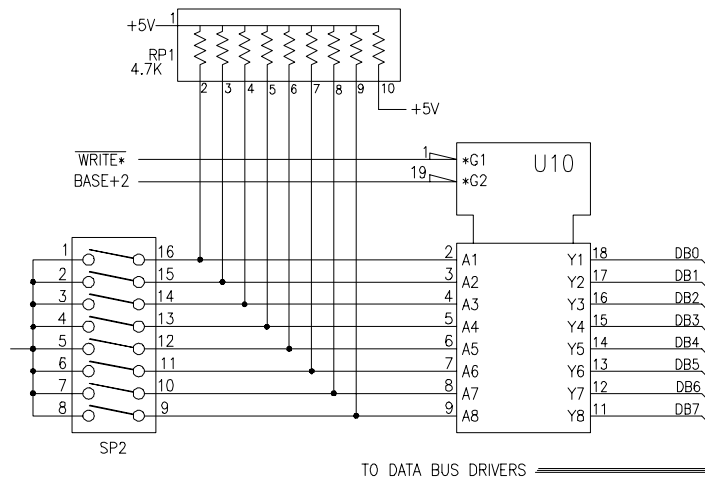 +5V 1
RP1
4.7K
2 3 4 5 6 7 8 9 10
+5V
WRITE* 1 *G1 U10
BASE+2 19 *G2
1 16 2 A1 Y1 18 DB0
2 15 3 A2 Y2 17 DB1
3 14 4 A3 Y3 16 DB2
4 13 5 A4 Y4 15 DB3
5 12 6 A5 Y5 14 DB4
6 11 7 A6 Y6 13 DB5
7 10 8 A7 Y7 12 DB6
8 9 9 A8 Y8 11 DB7
SP2
TO DATA BUS DRIVERS